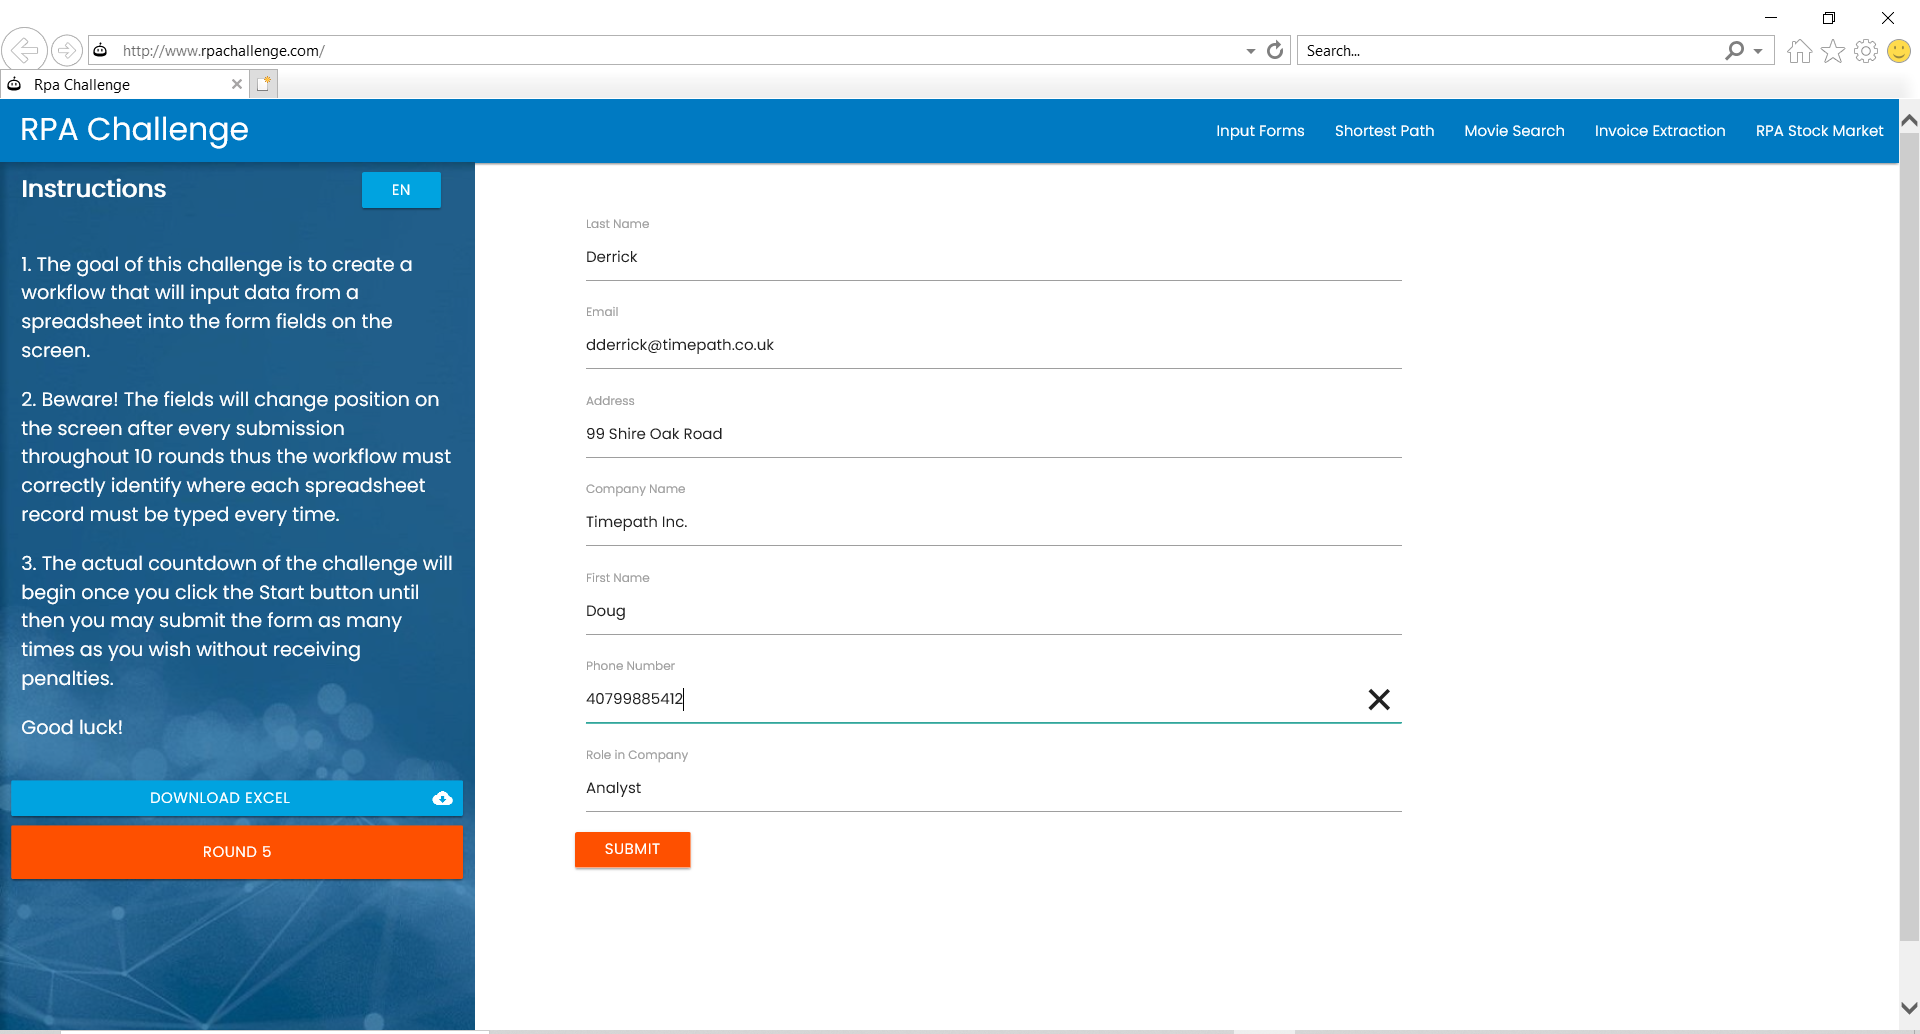 http://www.rpachallenge.com/
Search...
Rpa Challenge
RPA Challenge
Input Forms
Shortest Path
Movie Search
Invoice Extraction
RPA Stock Market
Instructions
EN
1. The goal of this challenge is to create a
workflow that will input data from a
spreadsheet into the form fields on the
screen.
2. Beware! The fields will change position on
the screen after every submission
throughout 10 rounds thus the workflow must
correctly identify where each spreadsheet
record must be typed every time.
3. The actual countdown of the challenge will
begin once you click the Start button until
then you may submit the form as many
times as you wish without receiving
penalties.
Good luck!
DOWNLOAD EXCEL
ROUND 5
Last Name
Derrick
Email
dderrick@timepath.co.uk
Address
99 Shire Oak Road
Company Name
Timepath Inc.
First Name
Doug
Phone Number
40799885412
Role in Company
Analyst
SUBMIT